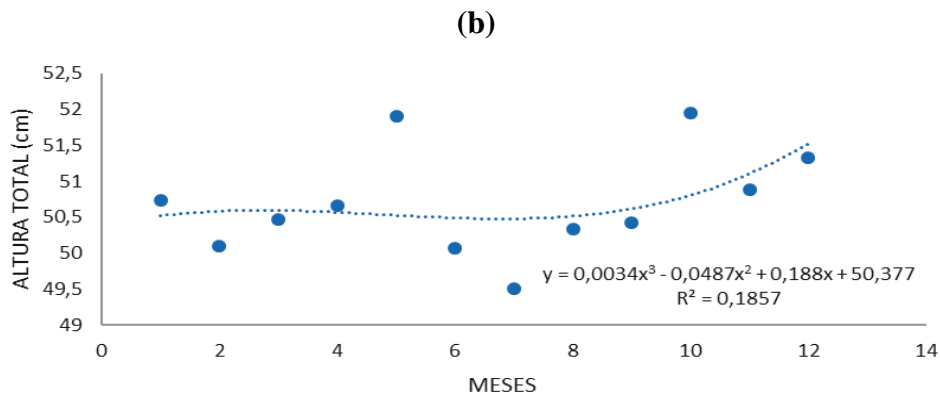 (b)
ALTURA TOTAL (cm)
52,5
52
51,5
51
50,5
50
49,5
49
y = 0,0034x³ - 0,0487x² + 0,188x + 50,377
R² = 0,1857
0 2 4 6 8 10 12 14
MESES